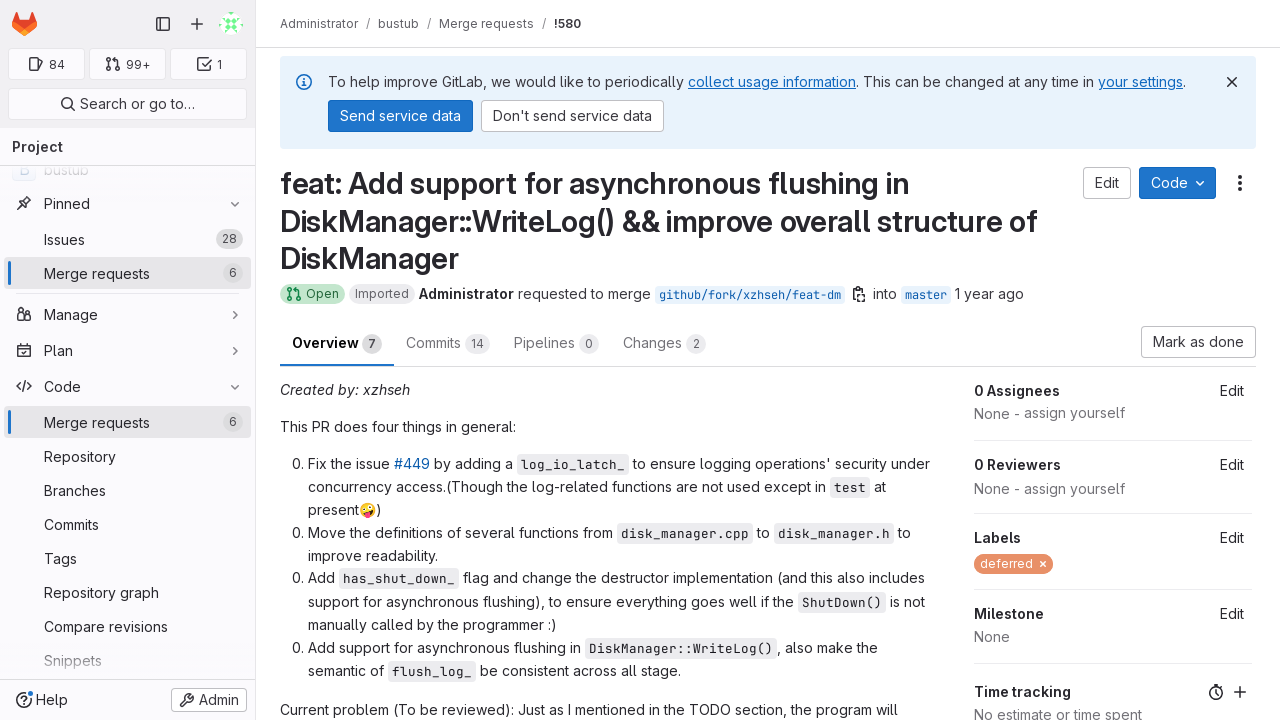 84
99+
1
Search or go to…
Project
B bustub
Pinned
Issues 28
Merge requests 6
Manage
Plan
Code
Merge requests 6
Repository
Branches
Commits
Tags
Repository graph
Compare revisions
Snippets
Help
Admin
Administrator / bustub / Merge requests / !580
To help improve GitLab, we would like to periodically collect usage information. This can be changed at any time in your settings.
Send service data Don't send service data
feat: Add support for asynchronous flushing in
DiskManager::WriteLog() && improve overall structure of
DiskManager
Edit Code
Open Imported Administrator requested to merge github/fork/xzhseh/feat-dm into master 1 year ago
Overview 7 Commits 14 Pipelines 0 Changes 2
Mark as done
Created by: xzhseh
This PR does four things in general:
0. Fix the issue #449 by adding a log_io_latch_ to ensure logging operations' security under
concurrency access.(Though the log-related functions are not used except in test at
present🤪)
0. Move the definitions of several functions from disk_manager.cpp to disk_manager.h to
improve readability.
0. Add has_shut_down_ flag and change the destructor implementation (and this also includes
support for asynchronous flushing), to ensure everything goes well if the ShutDown() is not
manually called by the programmer :)
0. Add support for asynchronous flushing in DiskManager::WriteLog(), also make the
semantic of flush_log_ be consistent across all stage.
Current problem (To be reviewed): Just as I mentioned in the TODO section, the program will
0 Assignees Edit
None - assign yourself
0 Reviewers Edit
None - assign yourself
Labels Edit
deferred ×
Milestone Edit
None
Time tracking
No estimate or time spent